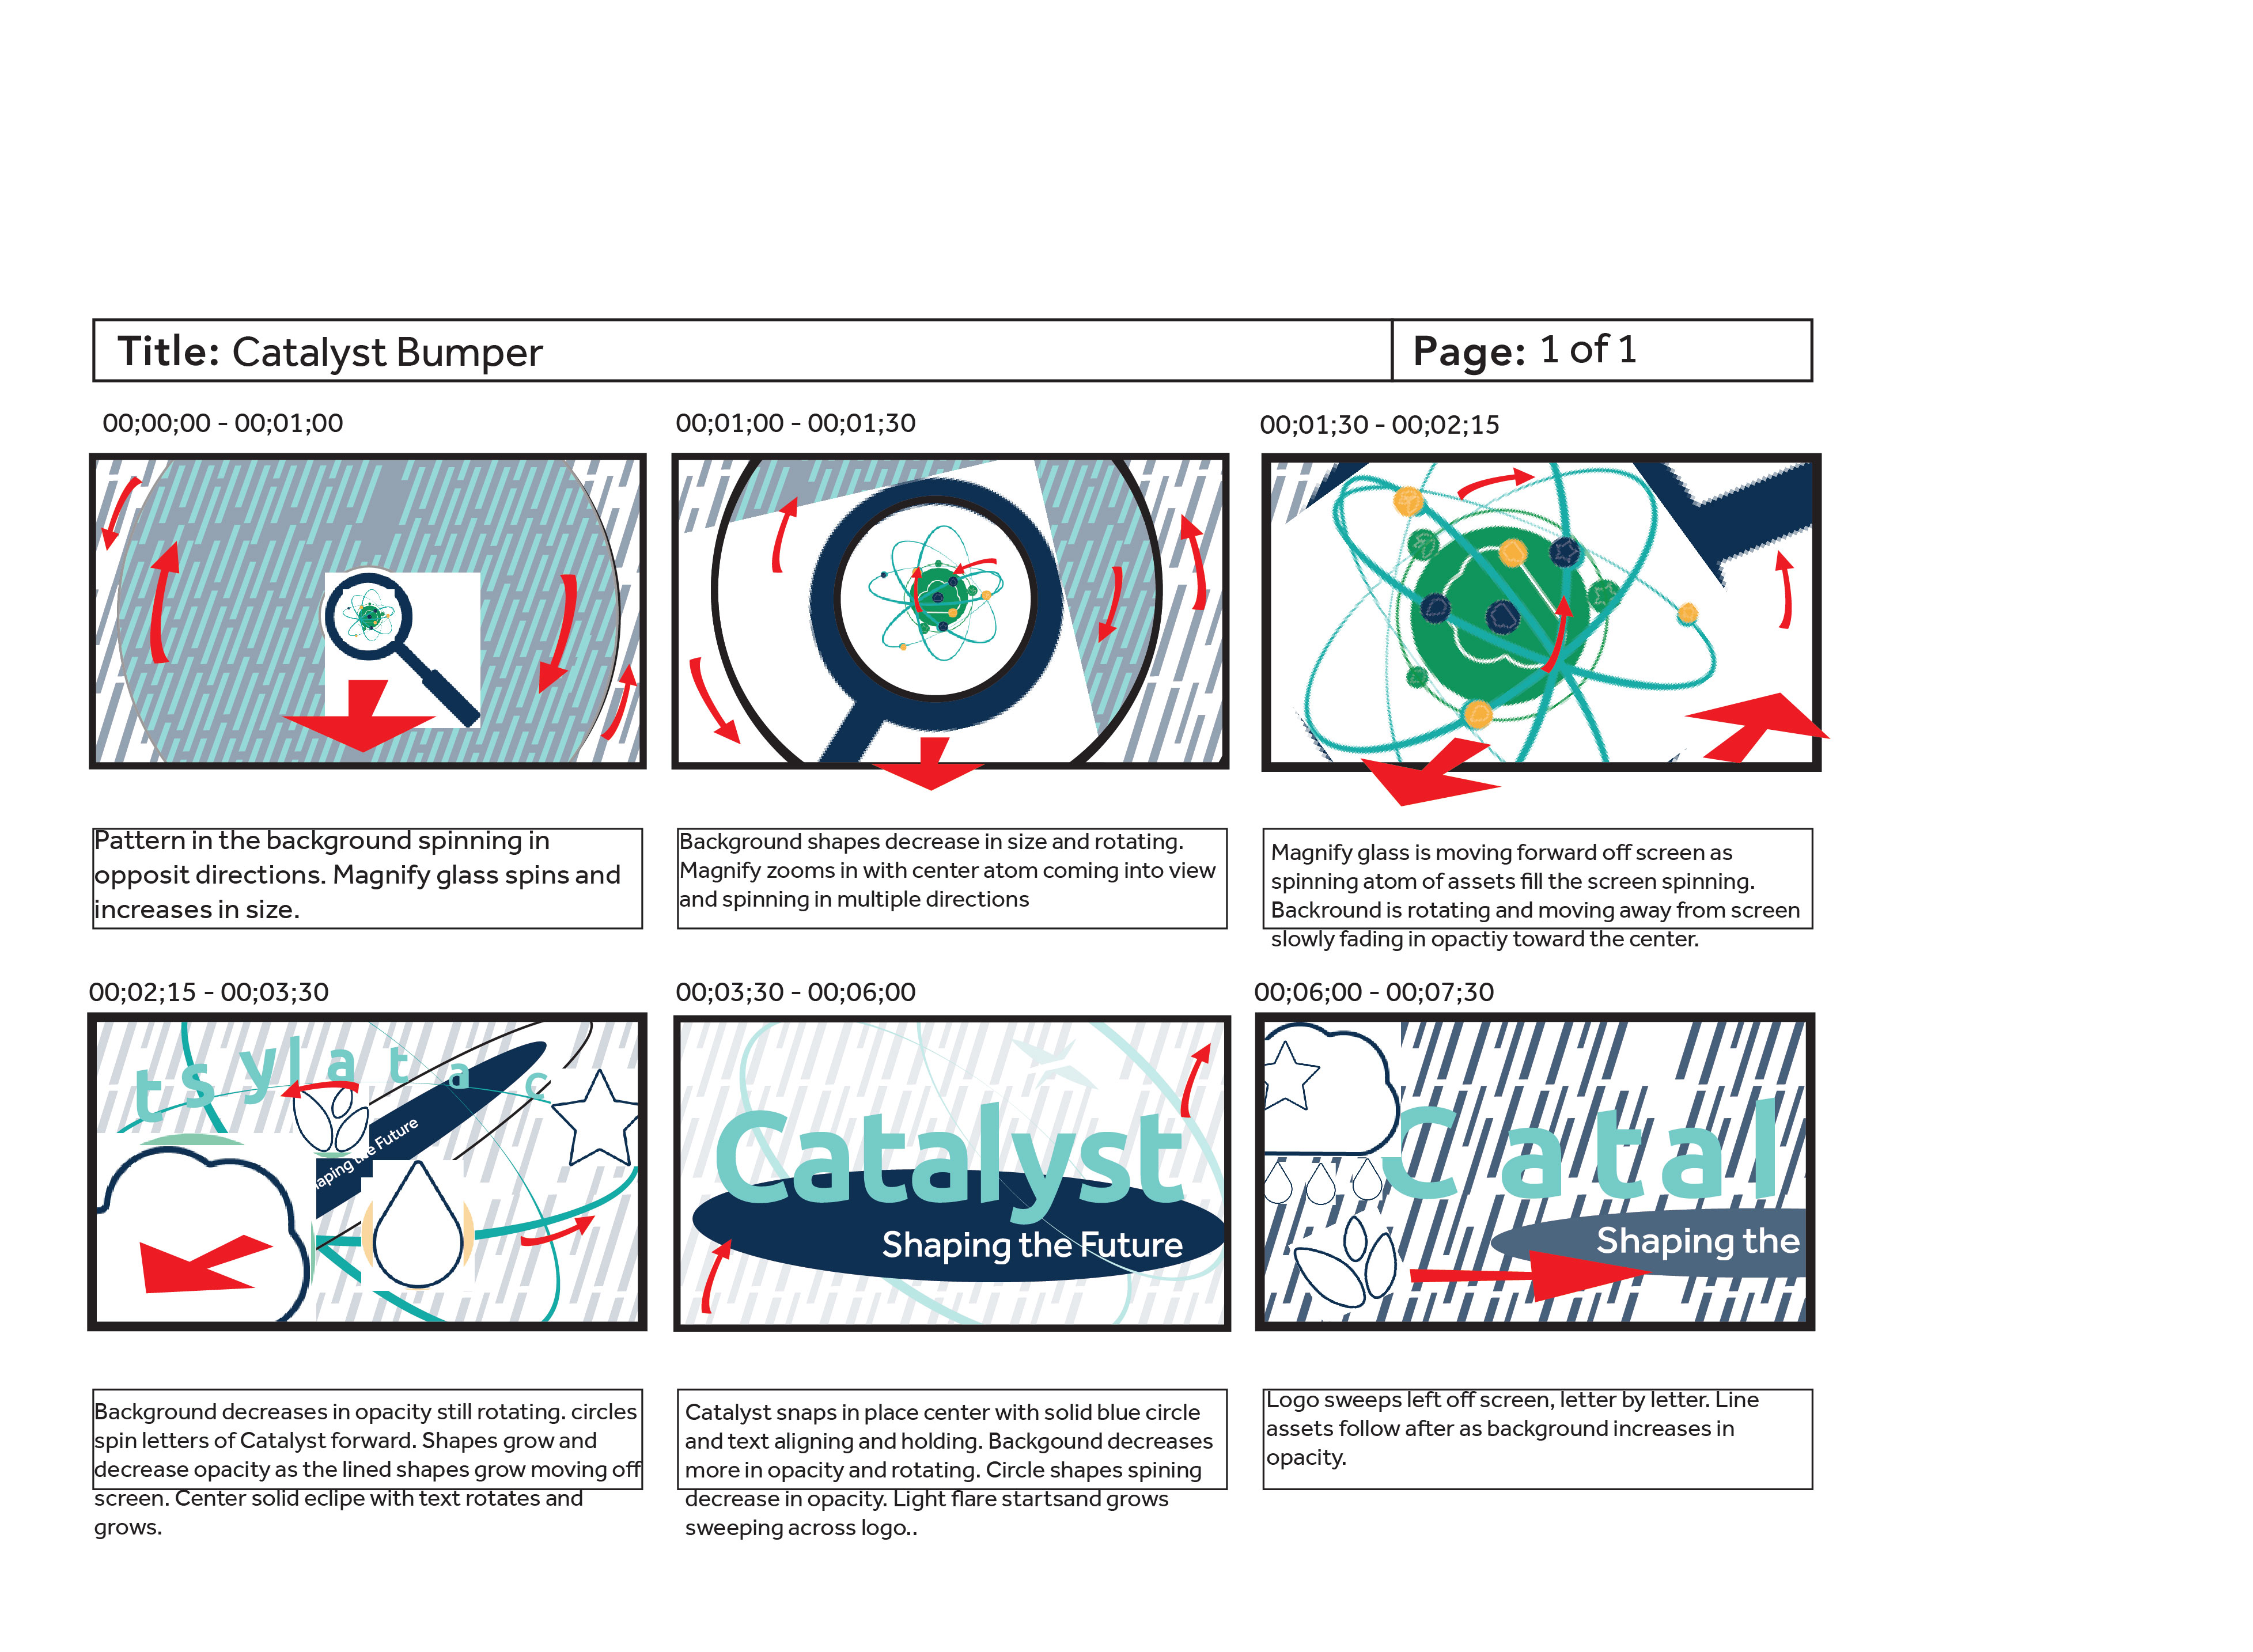 Title: Catalyst Bumper
Page: 1 of 1
00;00;00 - 00;01;00
00;01;00 - 00;01;30
00;01;30 - 00;02;15
Pattern in the background spinning in
opposit directions. Magnify glass spins and
increases in size.
Background shapes decrease in size and rotating.
Magnify zooms in with center atom coming into view
and spinning in multiple directions
Magnify glass is moving forward off screen as
spinning atom of assets fill the screen spinning.
Backround is rotating and moving away from screen
slowly fading in opactiy toward the center.
00;02;15 - 00;03;30
00;03;30 - 00;06;00
00;06;00 - 00;07;30
t s y l a t a c
aping the Future
Catalyst
Shaping the Future
C a t a l
Shaping the
Background decreases in opacity still rotating. circles
spin letters of Catalyst forward. Shapes grow and
decrease opacity as the lined shapes grow moving off
screen. Center solid eclipe with text rotates and
grows.
Catalyst snaps in place center with solid blue circle
and text aligning and holding. Backgound decreases
more in opacity and rotating. Circle shapes spining
decrease in opacity. Light flare startsand grows
sweeping across logo..
Logo sweeps left off screen, letter by letter. Line
assets follow after as background increases in
opacity.